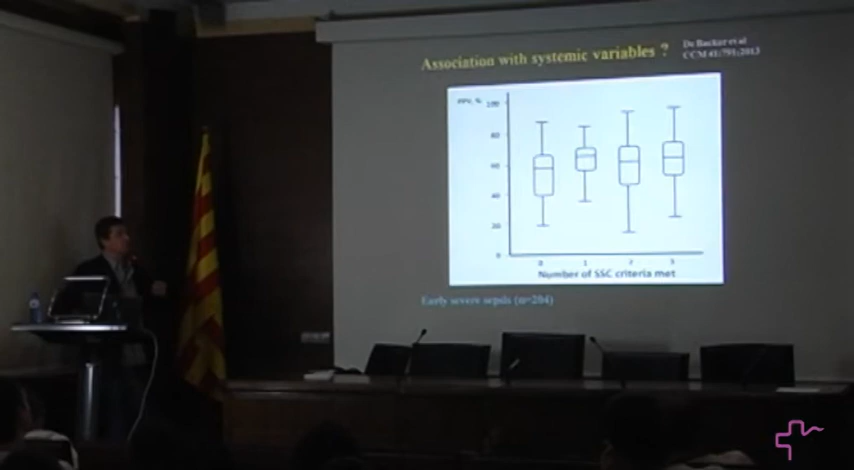 Association with systemic variables ?
De Backer et al
CCM 41:791;2013
PPV, %
100
80
60
40
20
0
0 1 2 3
Number of SSC criteria met
Early severe sepsis (n=204)